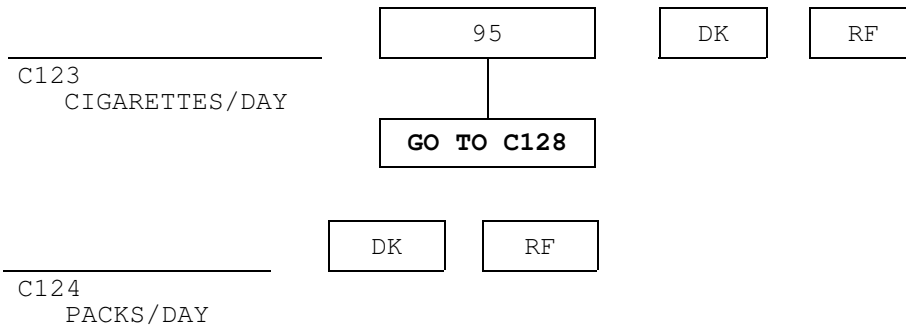 95 DK RF
C123
CIGARETTES/DAY
GO TO C128
DK RF
C124
PACKS/DAY